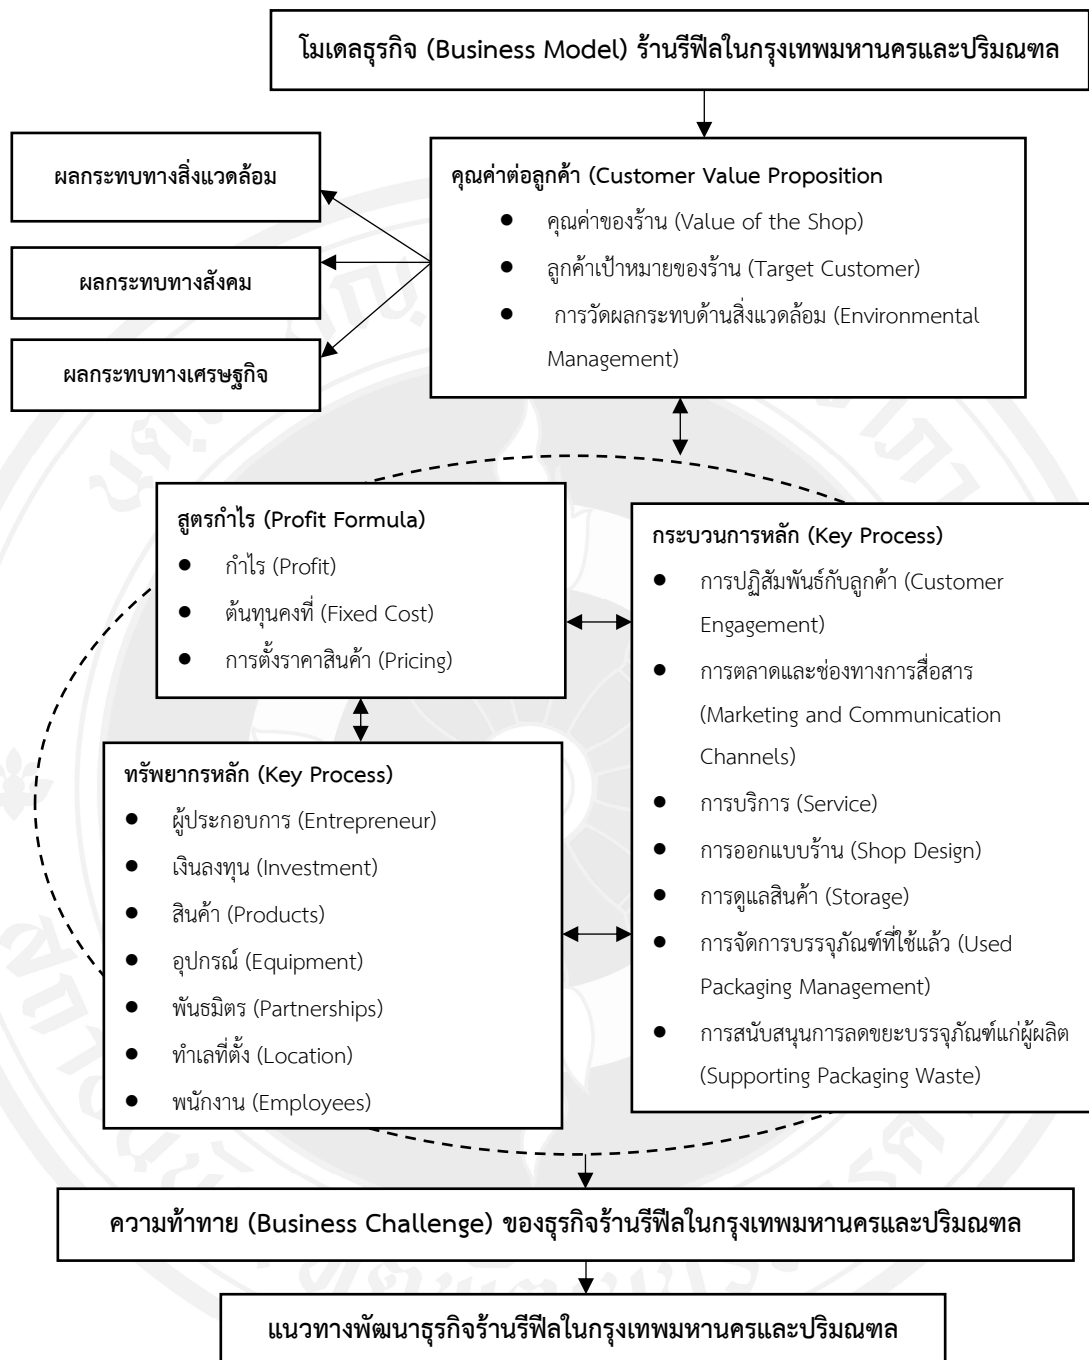 โมเดลธุรกิจ (Business Model) ร้านรีฟิลในกรุงเทพมหานครและปริมณฑล
ผลกระทบทางสิ่งแวดล้อม
ผลกระทบทางสังคม
ผลกระทบทางเศรษฐกิจ
คุณค่าต่อลูกค้า (Customer Value Proposition
● คุณค่าของร้าน (Value of the Shop)
● ลูกค้าเป้าหมายของร้าน (Target Customer)
● การวัดผลกระทบด้านสิ่งแวดล้อม (Environmental
Management)
สูตรกำไร (Profit Formula)
● กำไร (Profit)
● ต้นทุนคงที่ (Fixed Cost)
● การตั้งราคาสินค้า (Pricing)
ทรัพยากรหลัก (Key Process)
● ผู้ประกอบการ (Entrepreneur)
● เงินลงทุน (Investment)
● สินค้า (Products)
● อุปกรณ์ (Equipment)
● พันธมิตร (Partnerships)
● ทำเลที่ตั้ง (Location)
● พนักงาน (Employees)
กระบวนการหลัก (Key Process)
● การปฏิสัมพันธ์กับลูกค้า (Customer
Engagement)
● การตลาดและช่องทางการสื่อสาร
(Marketing and Communication
Channels)
● การบริการ (Service)
● การออกแบบร้าน (Shop Design)
● การดูแลสินค้า (Storage)
● การจัดการบรรจุภัณฑ์ที่ใช้แล้ว (Used
Packaging Management)
● การสนับสนุนการลดขยะบรรจุภัณฑ์แก่ผู้ผลิต
(Supporting Packaging Waste)
ความท้าทาย (Business Challenge) ของธุรกิจร้านรีฟิลในกรุงเทพมหานครและปริมณฑล
แนวทางพัฒนาธุรกิจร้านรีฟิลในกรุงเทพมหานครและปริมณฑล